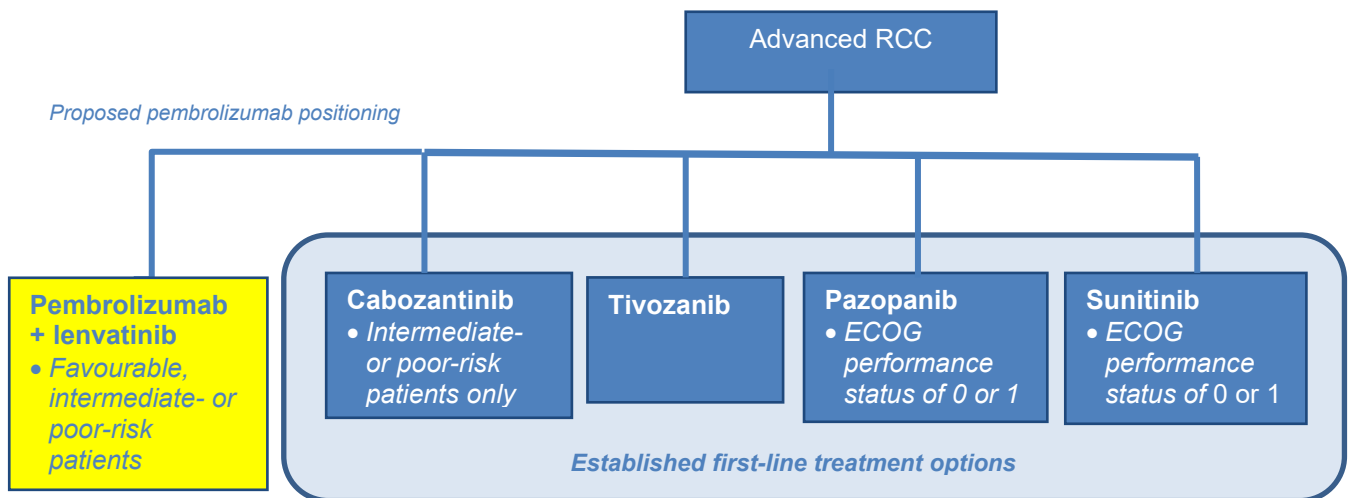 Advanced RCC
Proposed pembrolizumab positioning
Pembrolizumab
+ lenvatinib
• Favourable,
intermediate- or
poor-risk
patients
Cabozantinib
• Intermediate-
or poor-risk
patients only
Tivozanib
Pazopanib
• ECOG
performance
status of 0 or 1
Sunitinib
• ECOG
performance
status of 0 or 1
Established first-line treatment options